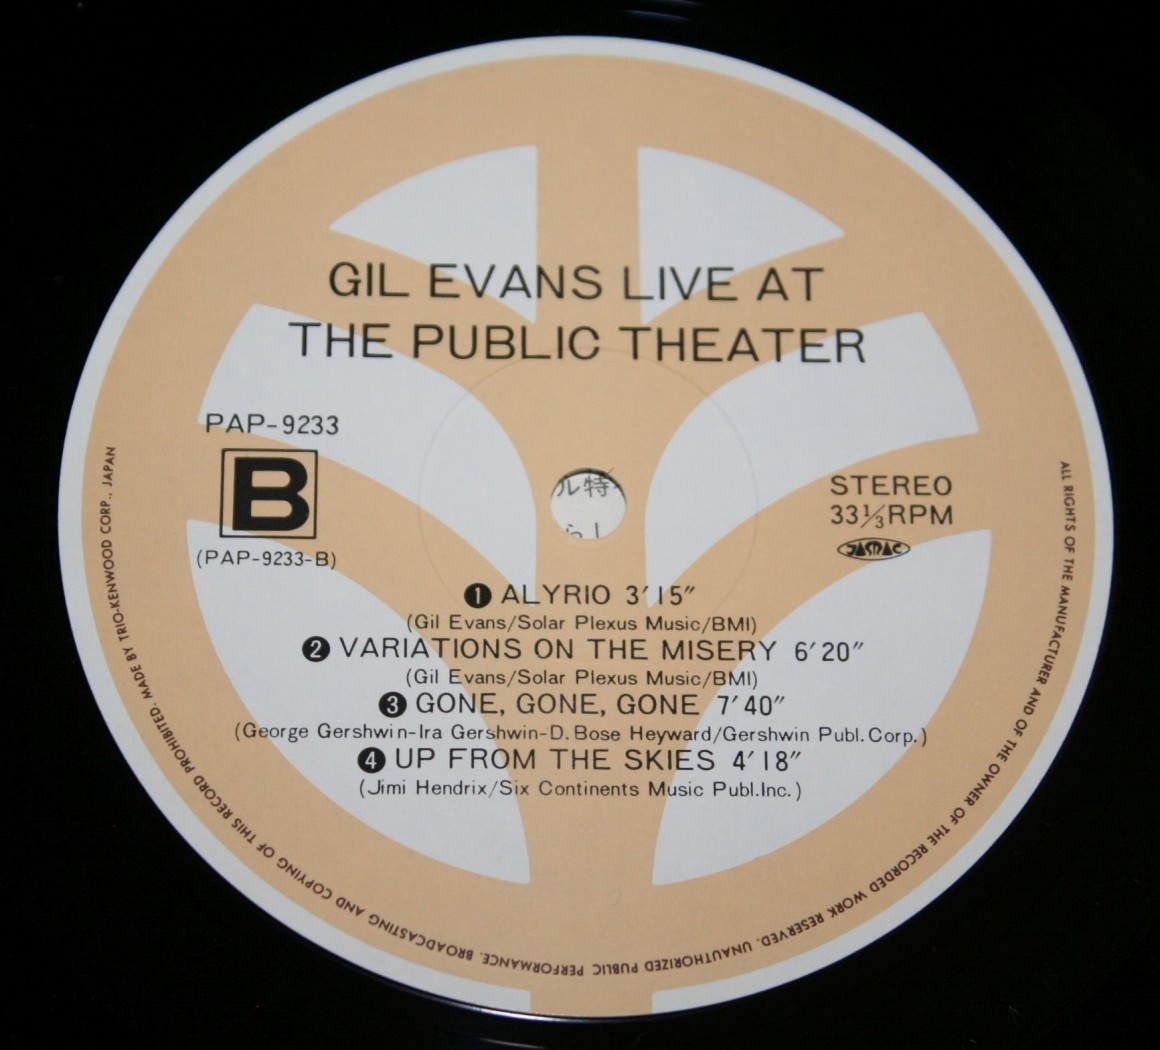 GIL EVANS LIVE AT
THE PUBLIC THEATER
PAP-9233
B
(PAP-9233-B)
STEREO
33⅓RPM
JASRAC
❶ ALYRIO 3′15″
(Gil Evans/Solar Plexus Music/BMI)
❷ VARIATIONS ON THE MISERY 6′20″
(Gil Evans/Solar Plexus Music/BMI)
❸ GONE, GONE, GONE 7′40″
(George Gershwin-Ira Gershwin-D. Bose Heyward/Gershwin Publ. Corp.)
❹ UP FROM THE SKIES 4′18″
(Jimi Hendrix/Six Continents Music Publ.Inc.)
ALL RIGHTS OF THE MANUFACTURER AND OF THE OWNER OF THE RECORDED WORK RESERVED. UNAUTHORIZED PUBLIC PERFORMANCE. BROADCASTING AND COPYING OF THIS RECORD PROHIBITED. MADE BY TRIO-KENWOOD CORP., JAPAN
ル特